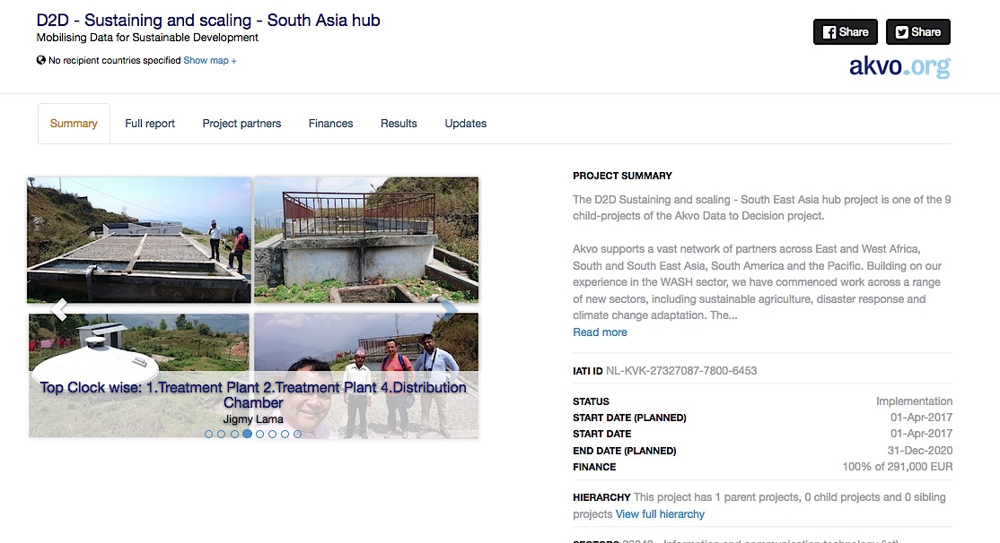 D2D - Sustaining and scaling - South Asia hub
Mobilising Data for Sustainable Development
No recipient countries specified Show map +
Share
Share
akvo.org
Summary
Full report
Project partners
Finances
Results
Updates
Top Clock wise: 1.Treatment Plant 2.Treatment Plant 4.Distribution
Chamber
Jigmy Lama
PROJECT SUMMARY
The D2D Sustaining and scaling - South East Asia hub project is one of the 9
child-projects of the Akvo Data to Decision project.
Akvo supports a vast network of partners across East and West Africa,
South and South East Asia, South America and the Pacific. Building on our
experience in the WASH sector, we have commenced work across a range
of new sectors, including sustainable agriculture, disaster response and
climate change adaptation. The...
Read more
IATI ID NL-KVK-27327087-7800-6453
STATUS Implementation
START DATE (PLANNED) 01-Apr-2017
START DATE 01-Apr-2017
END DATE (PLANNED) 31-Dec-2020
FINANCE 100% of 291,000 EUR
HIERARCHY This project has 1 parent projects, 0 child projects and 0 sibling
projects View full hierarchy
Information and communication technology (ict)